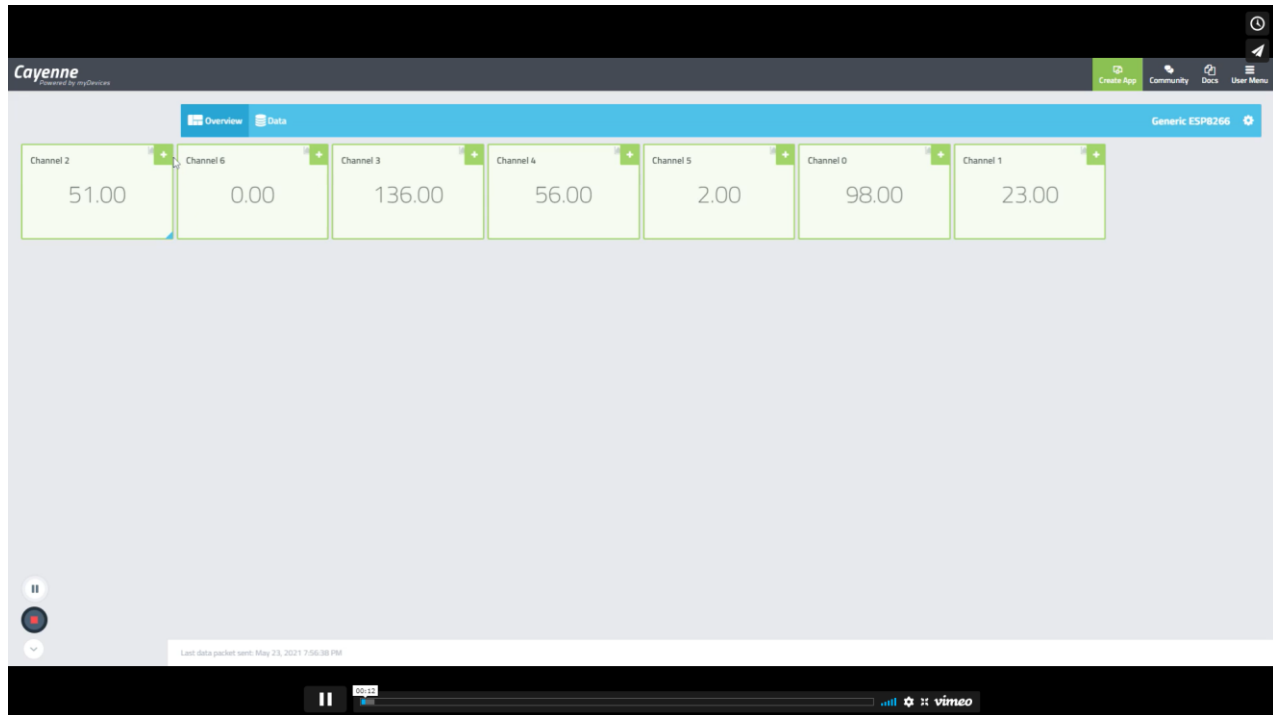 Cayenne
Powered by myDevices
Create App Community Docs User Menu
Overview Data Generic ESP8266
Channel 2 Channel 6 Channel 3 Channel 4 Channel 5 Channel 0 Channel 1
51.00 0.00 136.00 56.00 2.00 98.00 23.00
Last data packet sent: May 23, 2021 7:56:38 PM
00:12
vimeo